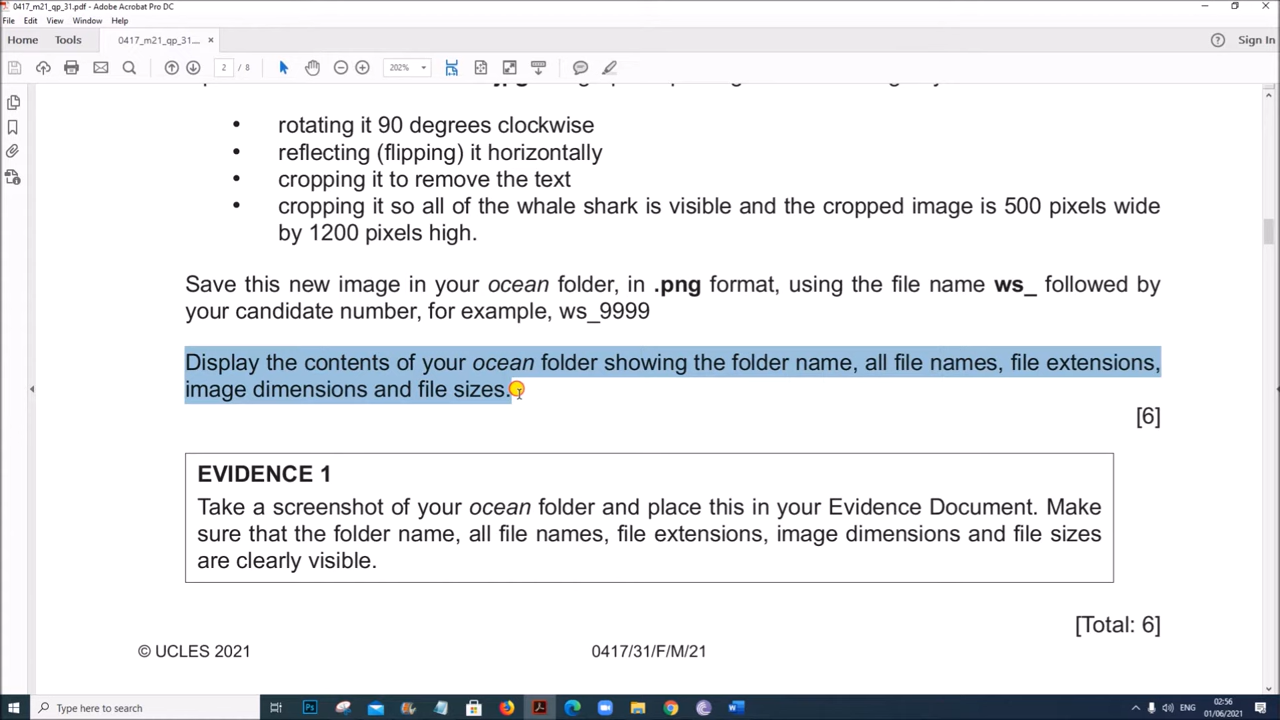 0417_m21_qp_31.pdf - Adobe Acrobat Pro DC
File Edit View Window Help
Home Tools 0417_m21_qp_31.... × Sign In
2 / 8 202%
• rotating it 90 degrees clockwise
• reflecting (flipping) it horizontally
• cropping it to remove the text
• cropping it so all of the whale shark is visible and the cropped image is 500 pixels wide
by 1200 pixels high.
Save this new image in your ocean folder, in .png format, using the file name ws_ followed by
your candidate number, for example, ws_9999
Display the contents of your ocean folder showing the folder name, all file names, file extensions,
image dimensions and file sizes.
[6]
EVIDENCE 1
Take a screenshot of your ocean folder and place this in your Evidence Document. Make
sure that the folder name, all file names, file extensions, image dimensions and file sizes
are clearly visible.
[Total: 6]
© UCLES 2021 0417/31/F/M/21
Type here to search
ENG
02:56
01/06/2021